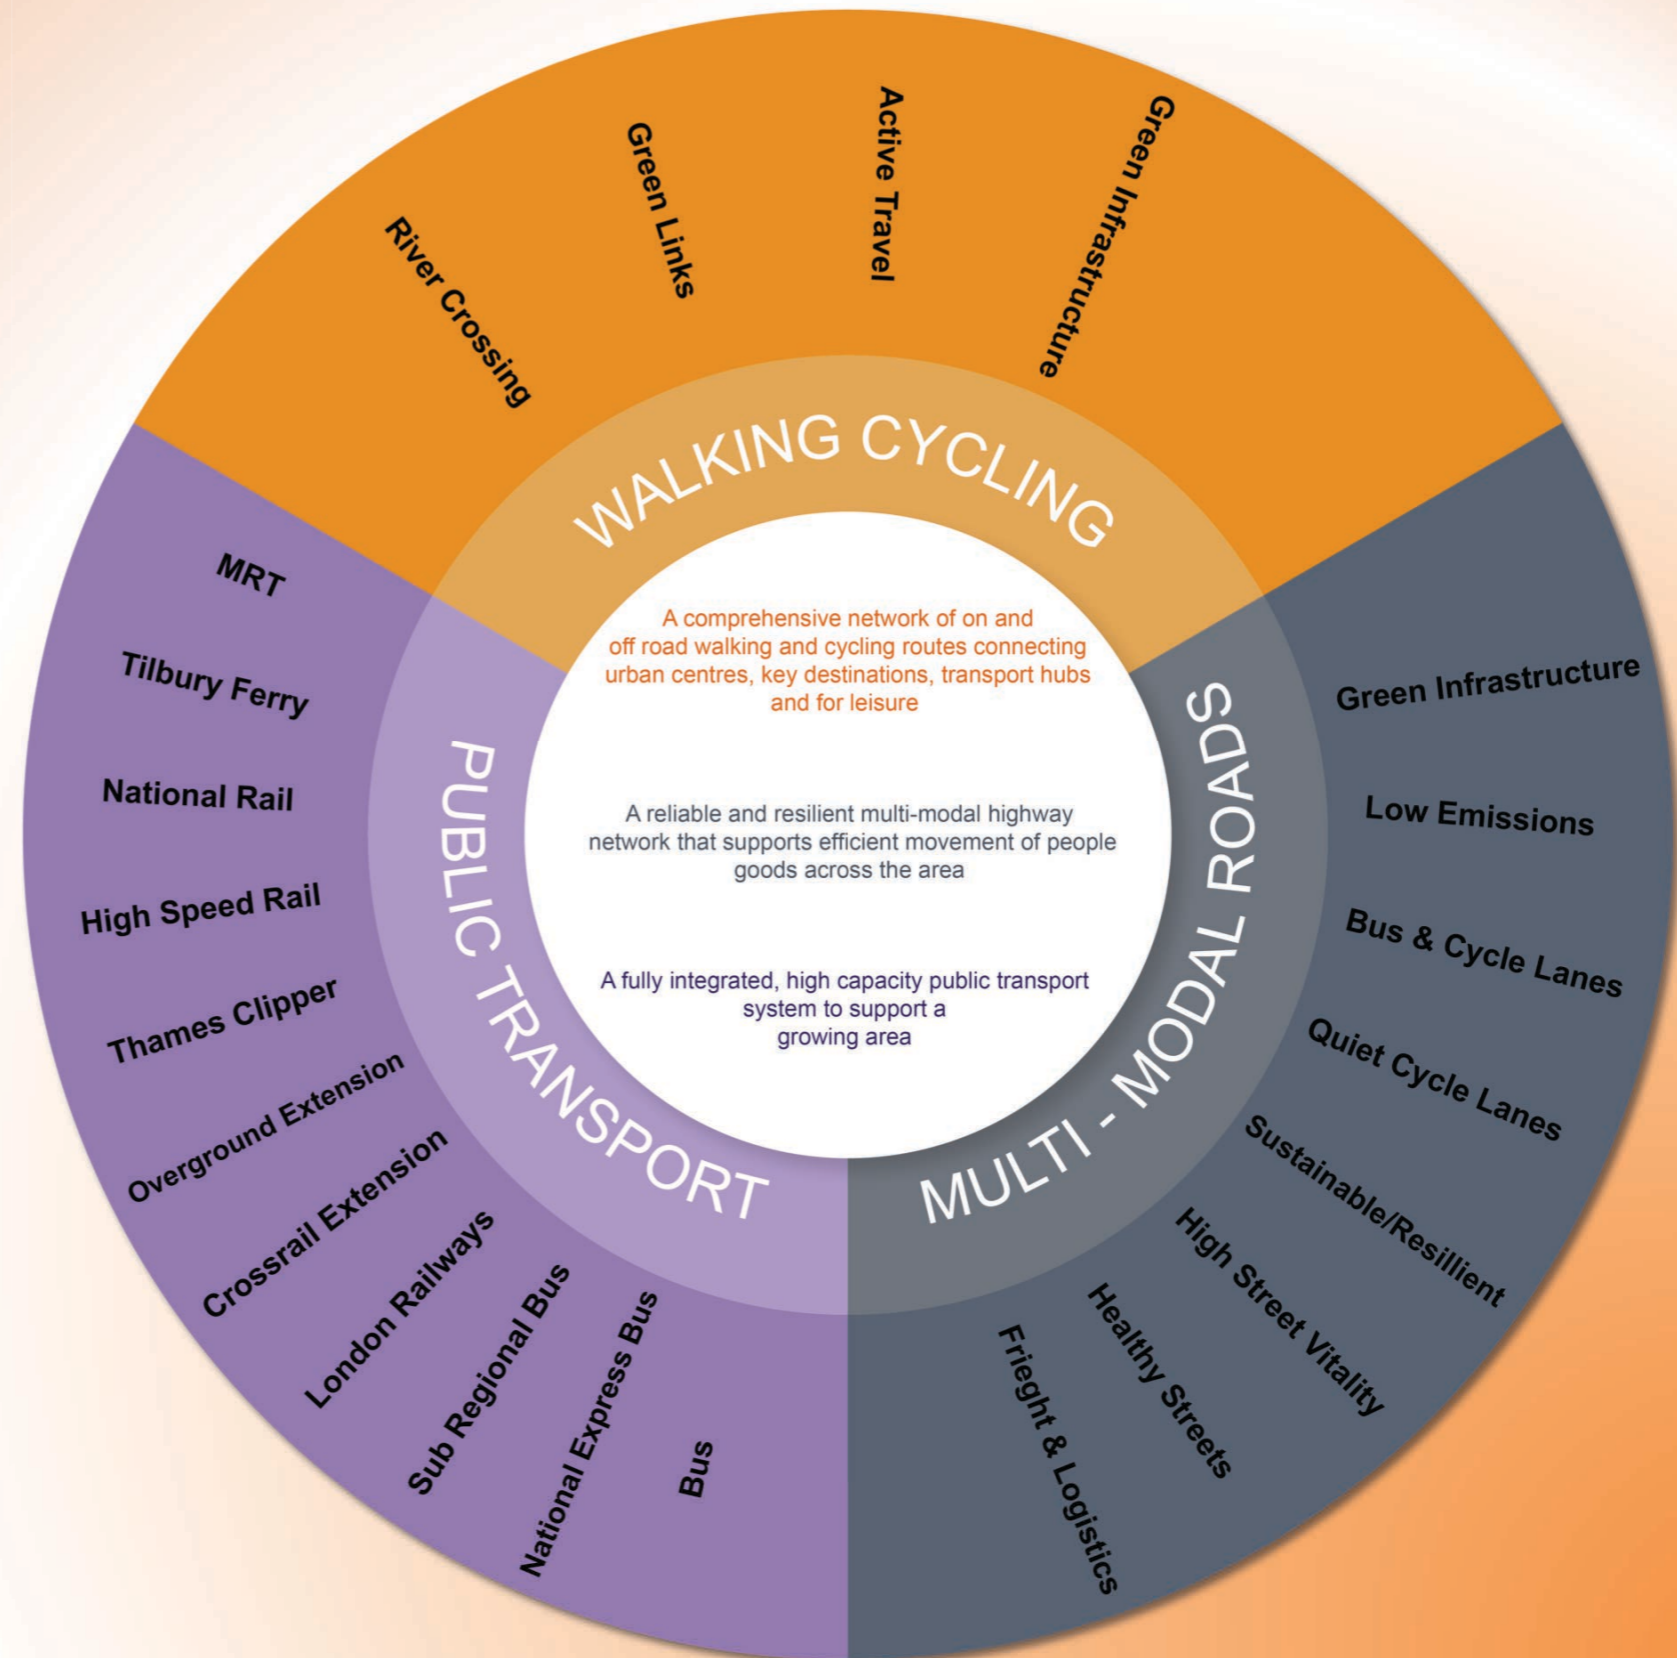 River Crossing
Green Links
Active Travel
Green Infrastructure
WALKING CYCLING
A comprehensive network of on and
off road walking and cycling routes connecting
urban centres, key destinations, transport hubs
and for leisure
A reliable and resilient multi-modal highway
network that supports efficient movement of people
goods across the area
A fully integrated, high capacity public transport
system to support a
growing area
MULTI - MODAL ROADS
Green Infrastructure
Low Emissions
Bus & Cycle Lanes
Quiet Cycle Lanes
Sustainable/Resillient
High Street Vitality
Healthy Streets
Frieght & Logistics
PUBLIC TRANSPORT
MRT
Tilbury Ferry
National Rail
High Speed Rail
Thames Clipper
Overground Extension
Crossrail Extension
London Railways
Sub Regional Bus
National Express Bus
Bus